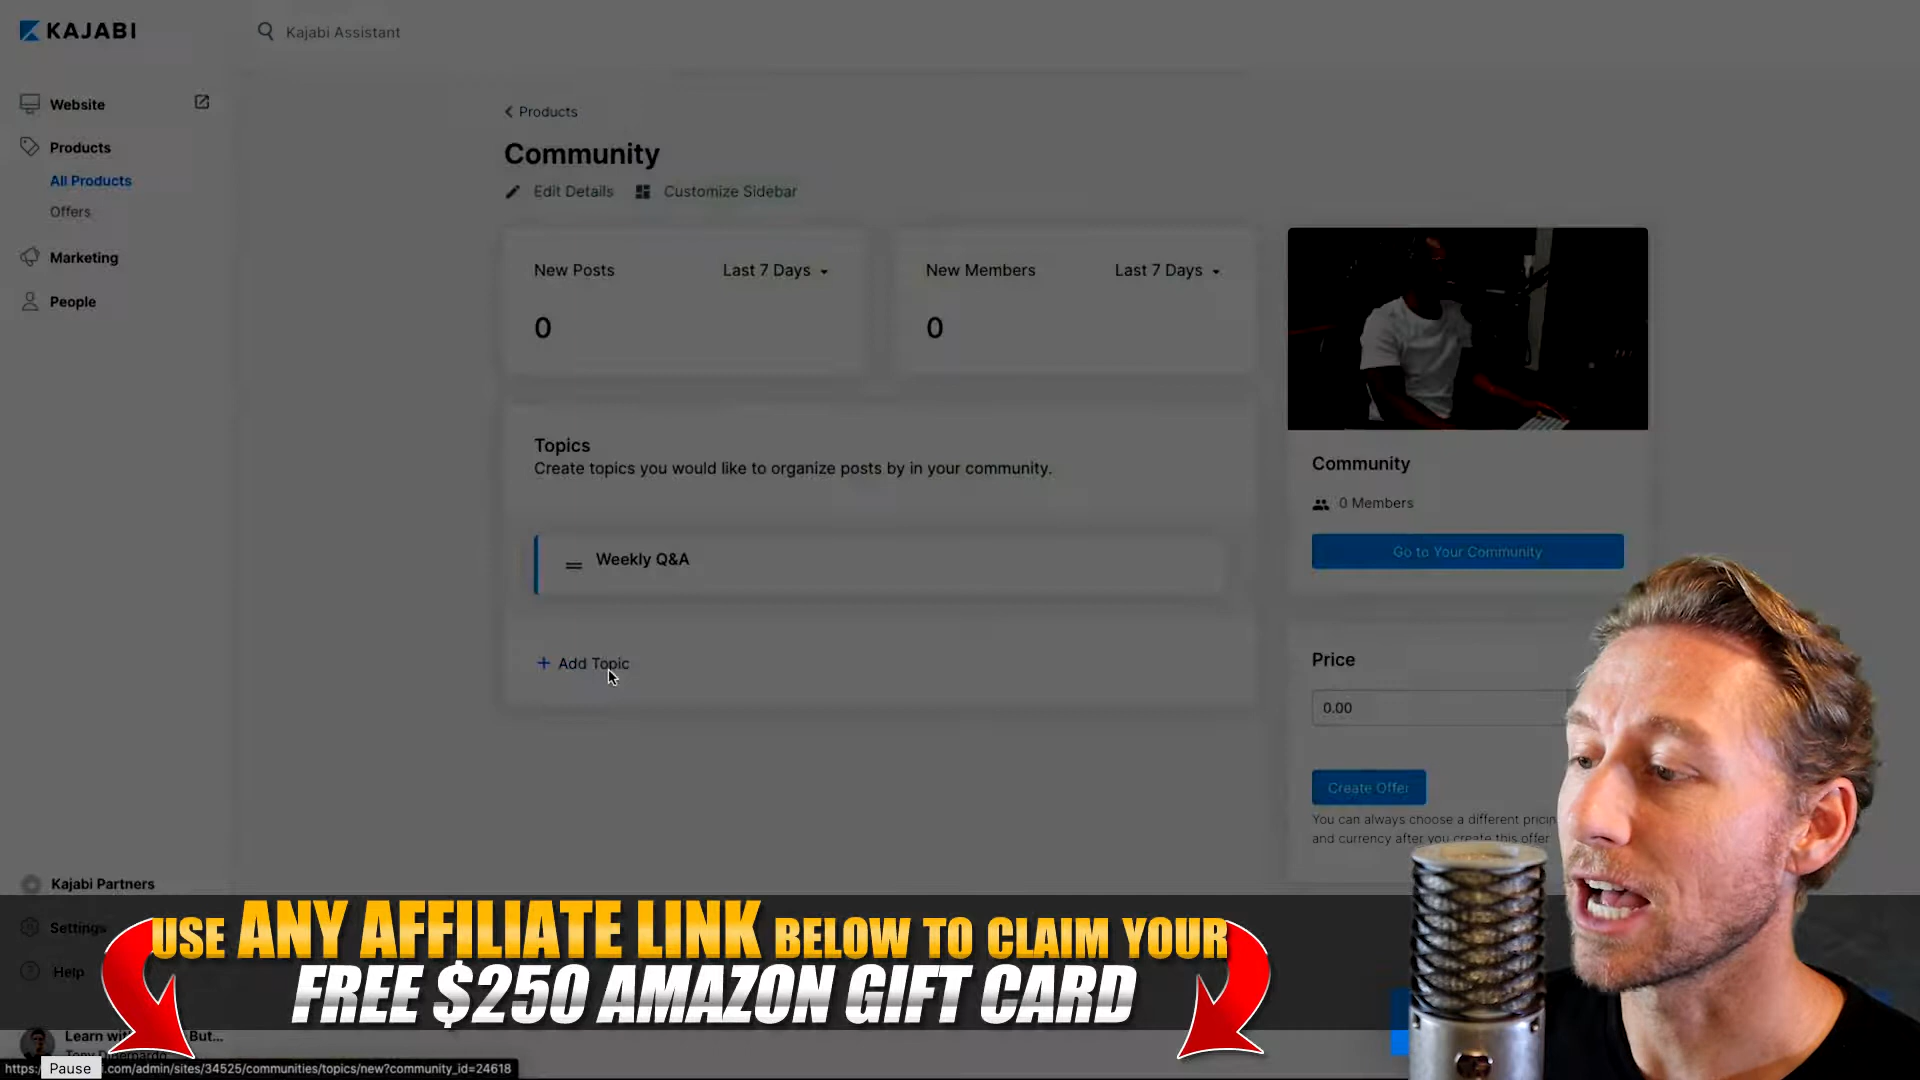 KAJABI
Kajabi Assistant
Website
Products
All Products
Offers
Marketing
People
Products
Community
Edit Details
Customize Sidebar
New Posts
Last 7 Days
0
New Members
Last 7 Days
0
Topics
Create topics you would like to organize posts by in your community.
Weekly Q&A
+ Add Topic
Community
0 Members
Go to Your Community
Price
0.00
Create Offer
You can always choose a different
and currency after you create this offer
Kajabi Partners
Settings
Help
USE ANY AFFILIATE LINK BELOW TO CLAIM YOUR
FREE $250 AMAZON GIFT CARD
Learn But...
Pause
.com/admin/sites/34525/communities/topics/new?community_id=24618